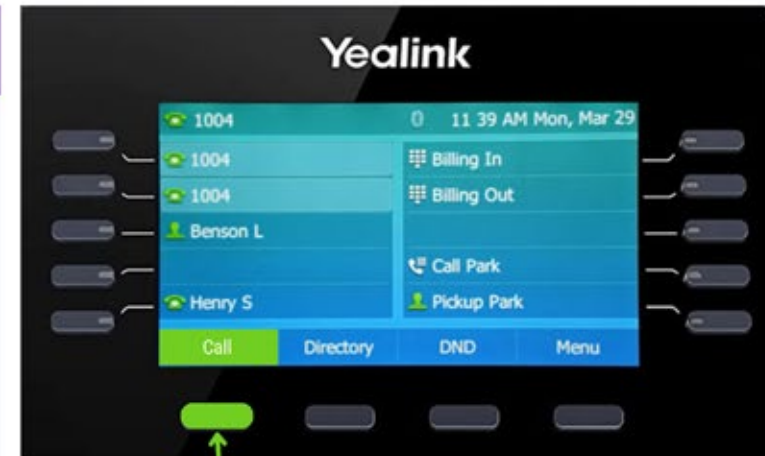 Yealink
1004 11 39 AM Mon, Mar 29
1004 Billing In
1004 Billing Out
Benson L
Call Park
Henry S Pickup Park
Call Directory DND Menu